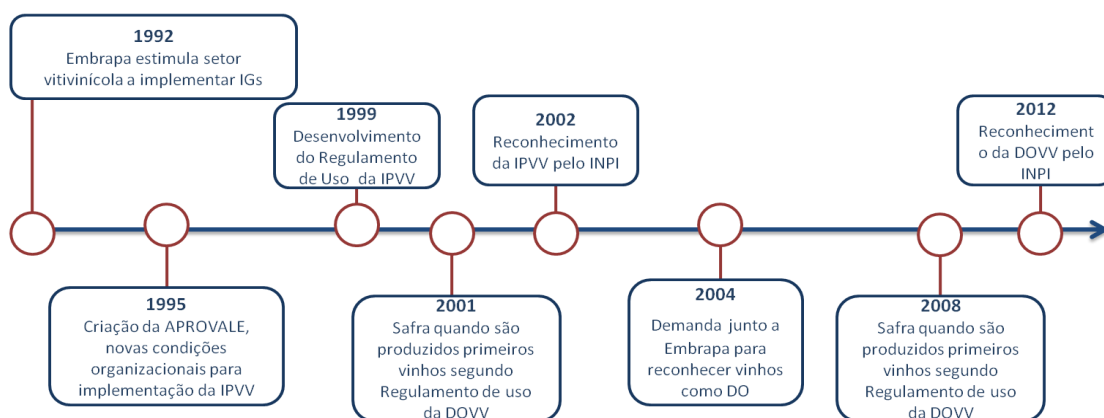 1992
Embrapa estimula setor
vitivinícola a implementar IGs
1995
Criação da APROVALE,
novas condições
organizacionais para
implementação da IPVV
1999
Desenvolvimento
do Regulamento
de Uso da IPVV
2001
Safra quando são
produzidos primeiros
vinhos segundo
Regulamento de uso
da DOVV
2002
Reconhecimento
da IPVV pelo INPI
2004
Demanda junto a
Embrapa para
reconhecer vinhos
como DO
2008
Safra quando são
produzidos primeiros
vinhos segundo
Regulamento de uso
da DOVV
2012
Reconheciment
o da DOVV pelo
INPI